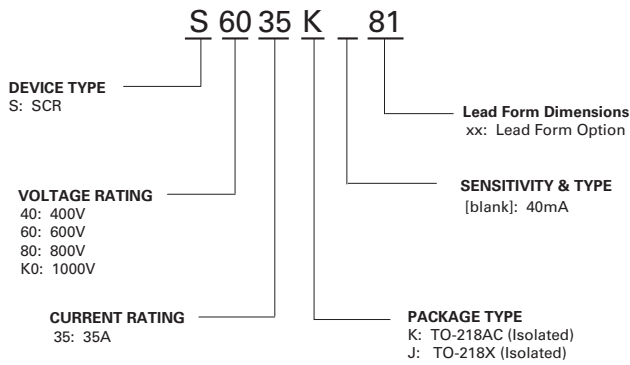 S 60 35 K _ 81
DEVICE TYPE
S: SCR
VOLTAGE RATING
40: 400V
60: 600V
80: 800V
K0: 1000V
CURRENT RATING
35: 35A
Lead Form Dimensions
xx: Lead Form Option
SENSITIVITY & TYPE
[blank]: 40mA
PACKAGE TYPE
K: TO-218AC (Isolated)
J: TO-218X (Isolated)